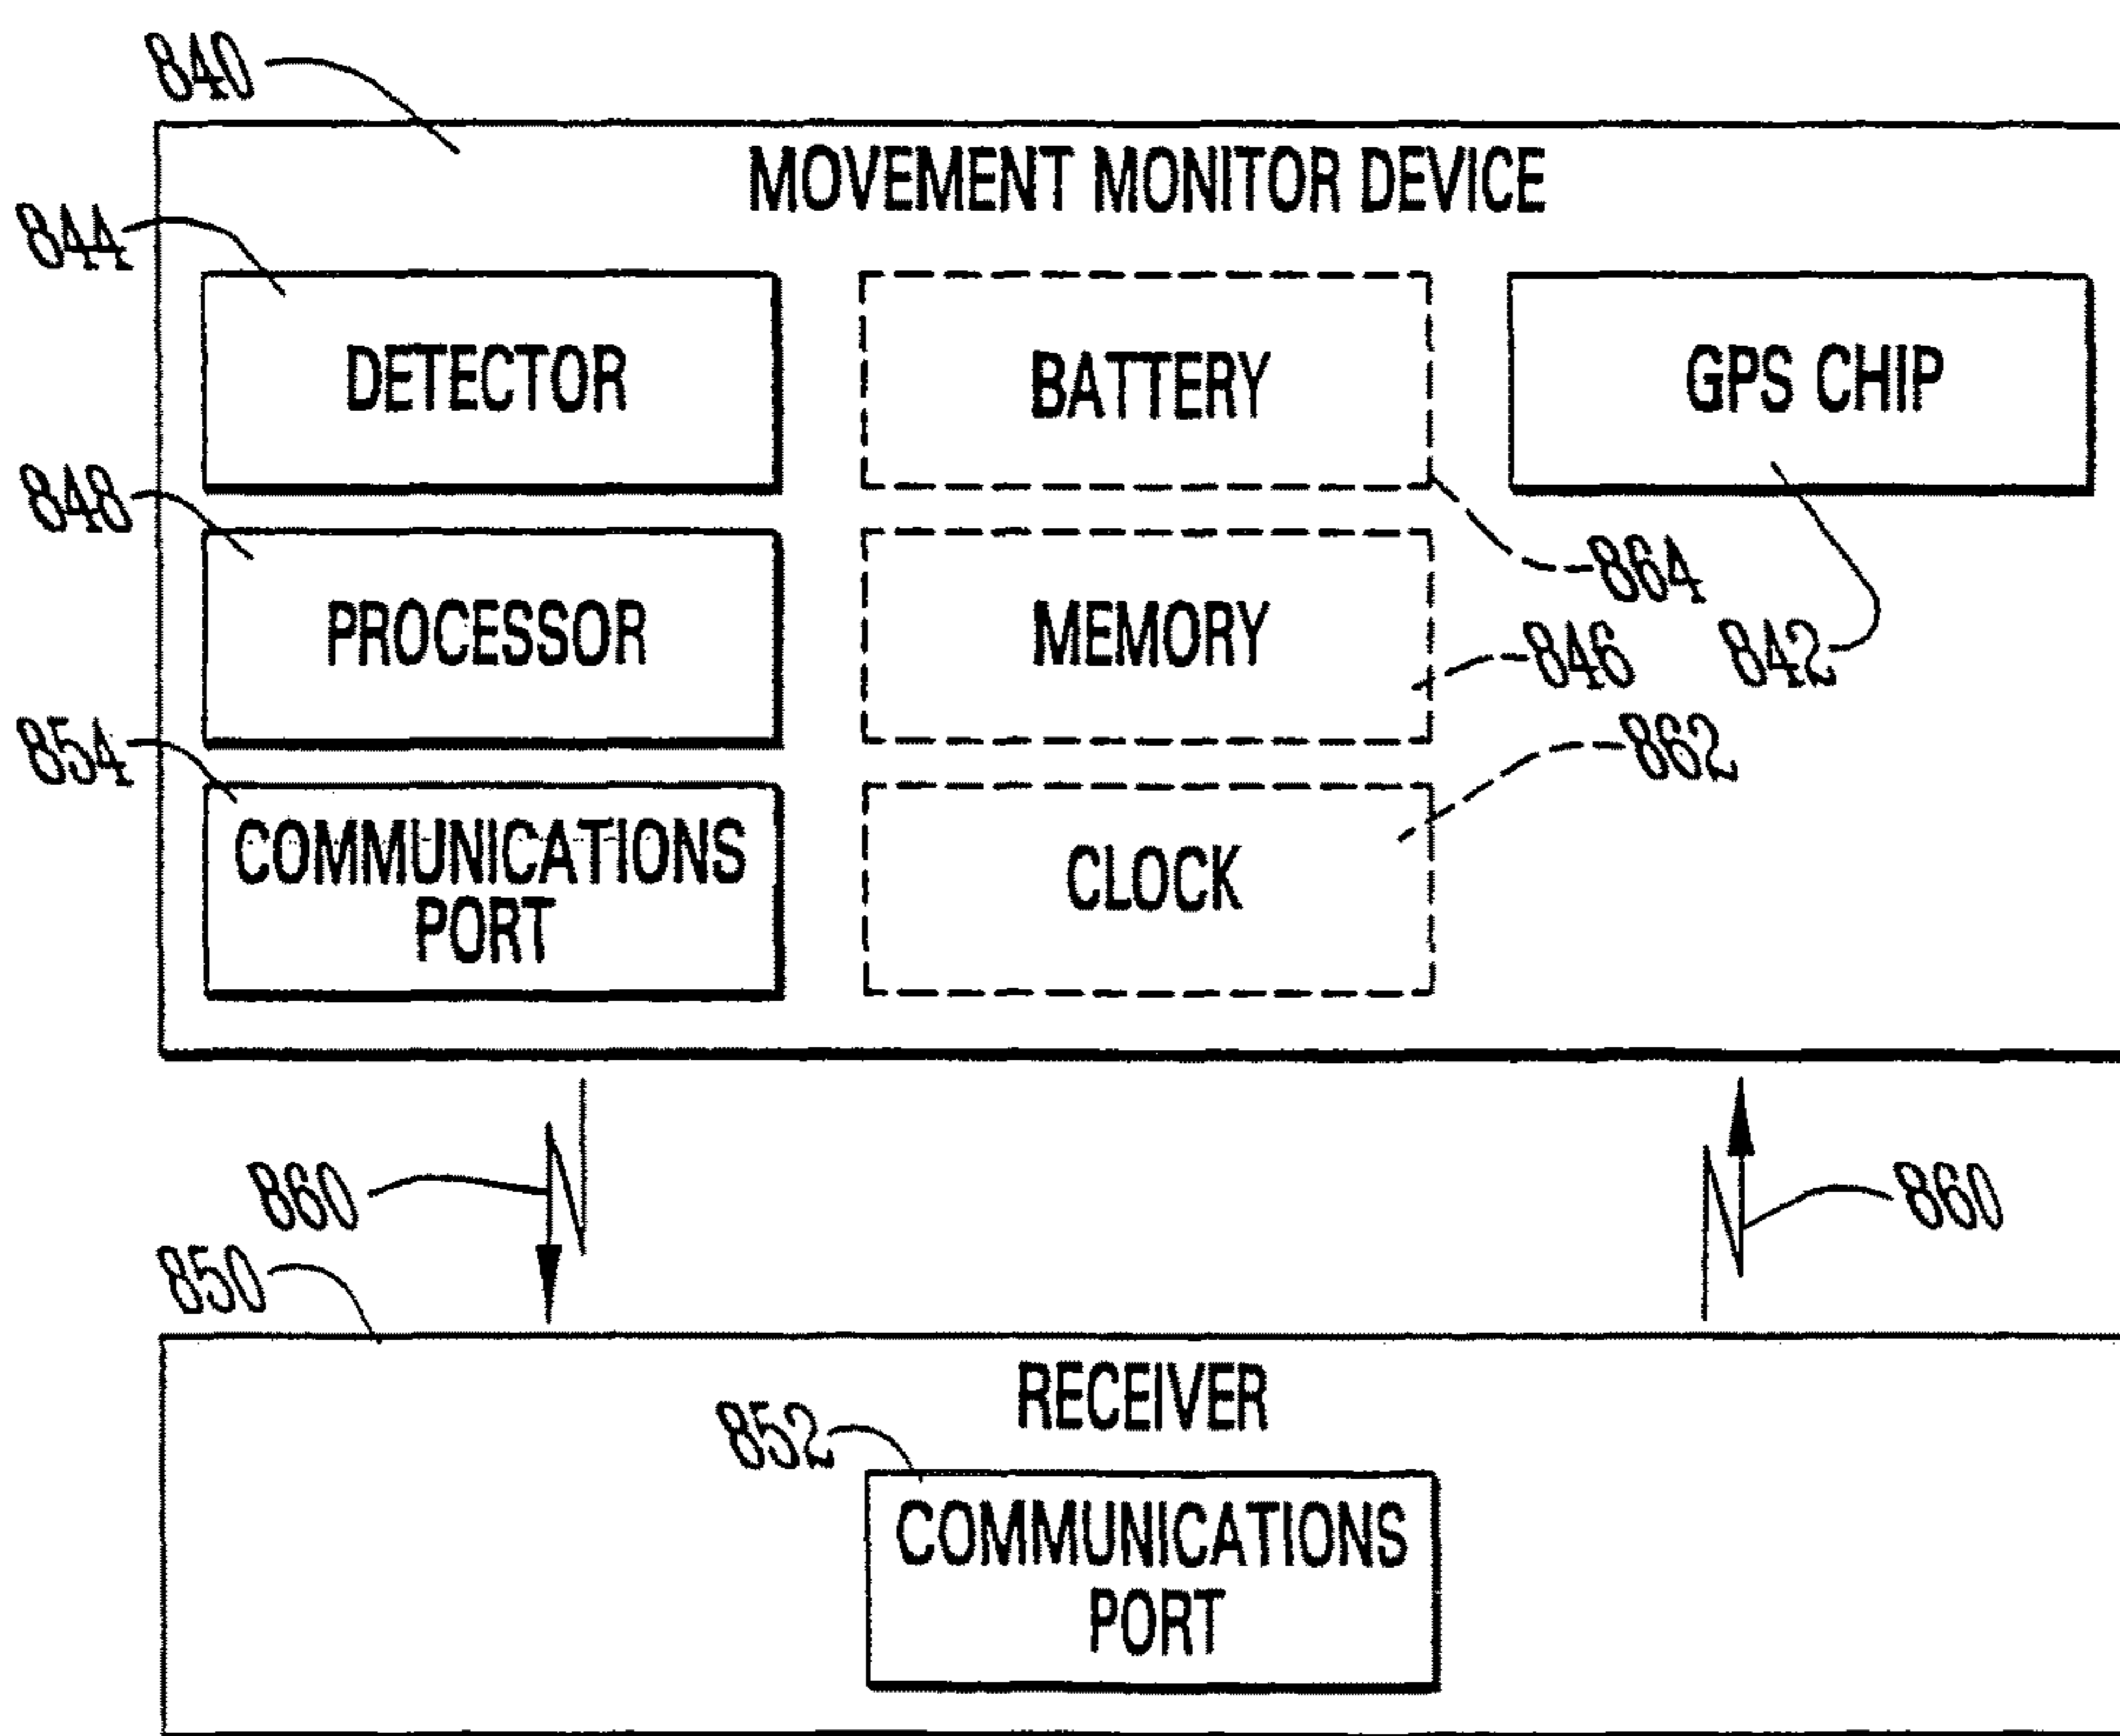 840
MOVEMENT MONITOR DEVICE
844
DETECTOR
BATTERY
GPS CHIP
848
864
PROCESSOR
MEMORY
846
842
854
862
COMMUNICATIONS
PORT
CLOCK
860
860
850
RECEIVER
852
COMMUNICATIONS
PORT